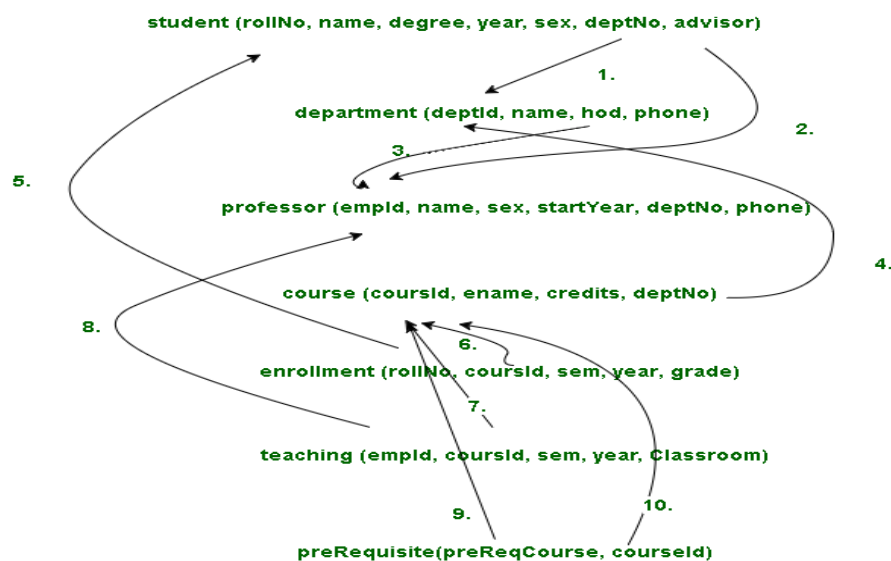 student (rollNo, name, degree, year, sex, deptNo, advisor)
1.
department (deptId, name, hod, phone)
2.
3.
5.
professor (empId, name, sex, startYear, deptNo, phone)
4.
course (coursId, ename, credits, deptNo)
8.
6.
enrollment (rollNo, coursId, sem, year, grade)
7.
teaching (empId, coursId, sem, year, Classroom)
10.
9.
preRequisite(preReqCourse, courseId)